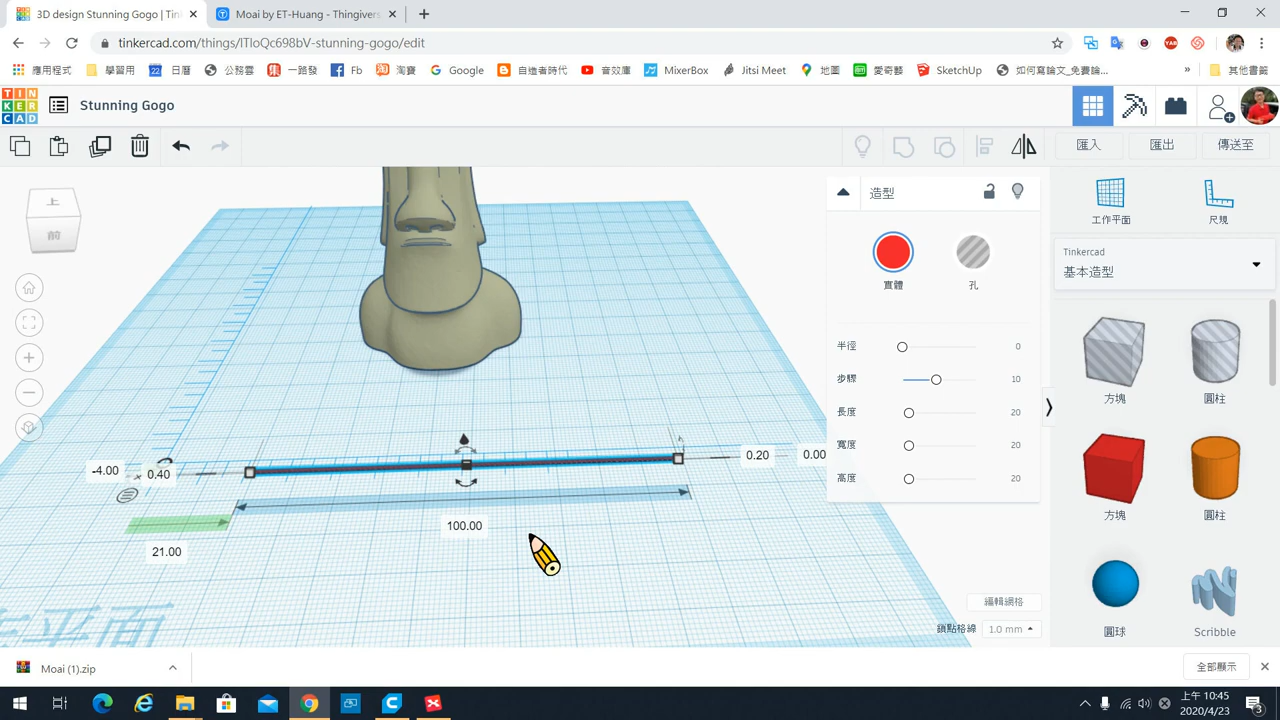 3D design Stunning Gogo | Tin
Moai by ET-Huang - Thingivers
tinkercad.com/things/lTloQc698bV-stunning-gogo/edit
應用程式
學習用
22
日曆
公務雲
集
一路發
Fb
淘寶
Google
自造者時代
音效庫
MixerBox
Jitsi Meet
地圖
愛奇藝
SketchUp
如何寫論文_免費論...
»
其他書籤
TIN
KER
CAD
Stunning Gogo
匯入
匯出
傳送至
上
前
造型
實體
孔
半徑
0
步驟
10
長度
20
寬度
20
高度
20
工作平面
尺規
Tinkercad
基本造型
方塊
圓柱
方塊
圓柱
圓球
Scribble
-4.00
0.40
0.20
0.00
100.00
21.00
作平面
編輯網格
鎖點格線
1.0 mm
Moai (1).zip
全部顯示
上午 10:45
2020/4/23
3